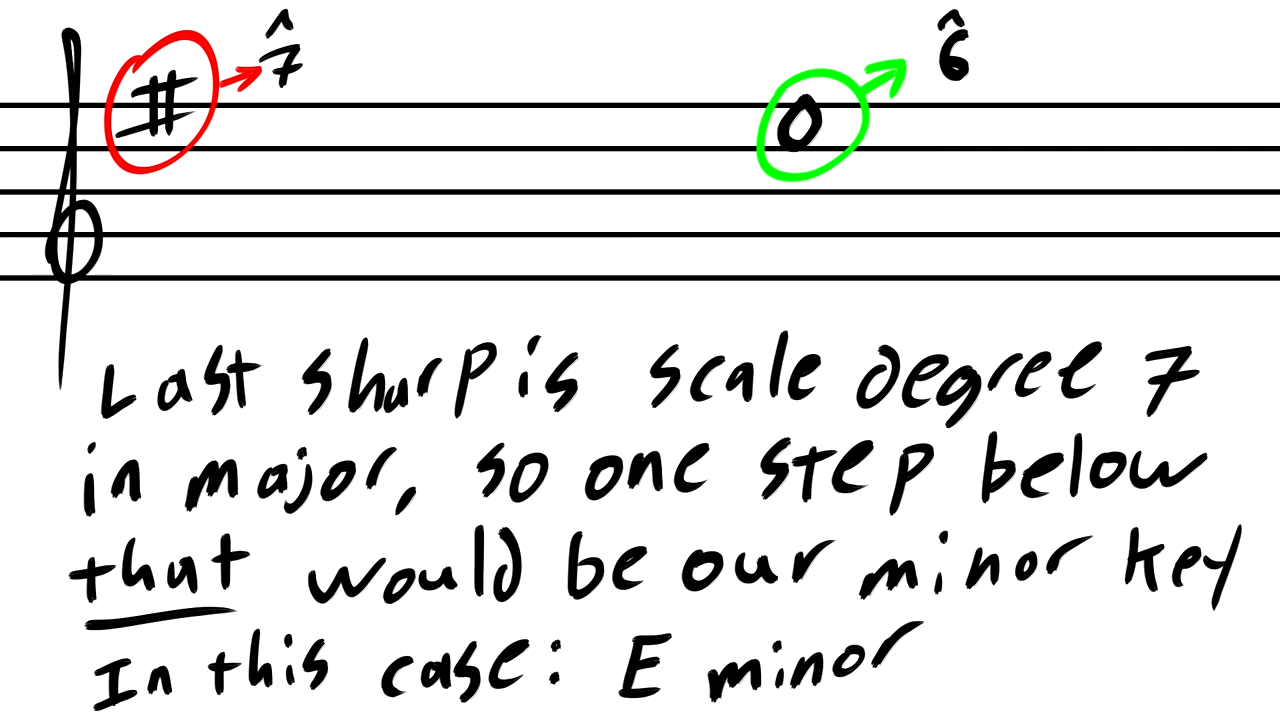 ^7 ^6
Last sharp is scale degree 7
in major, so one step below
that would be our minor key
In this case: E minor